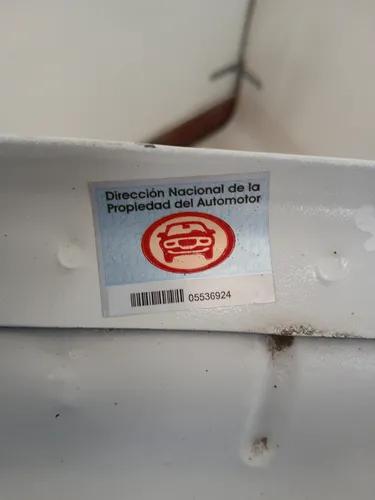 Dirección Nacional de la
Propiedad del Automotor
05536924